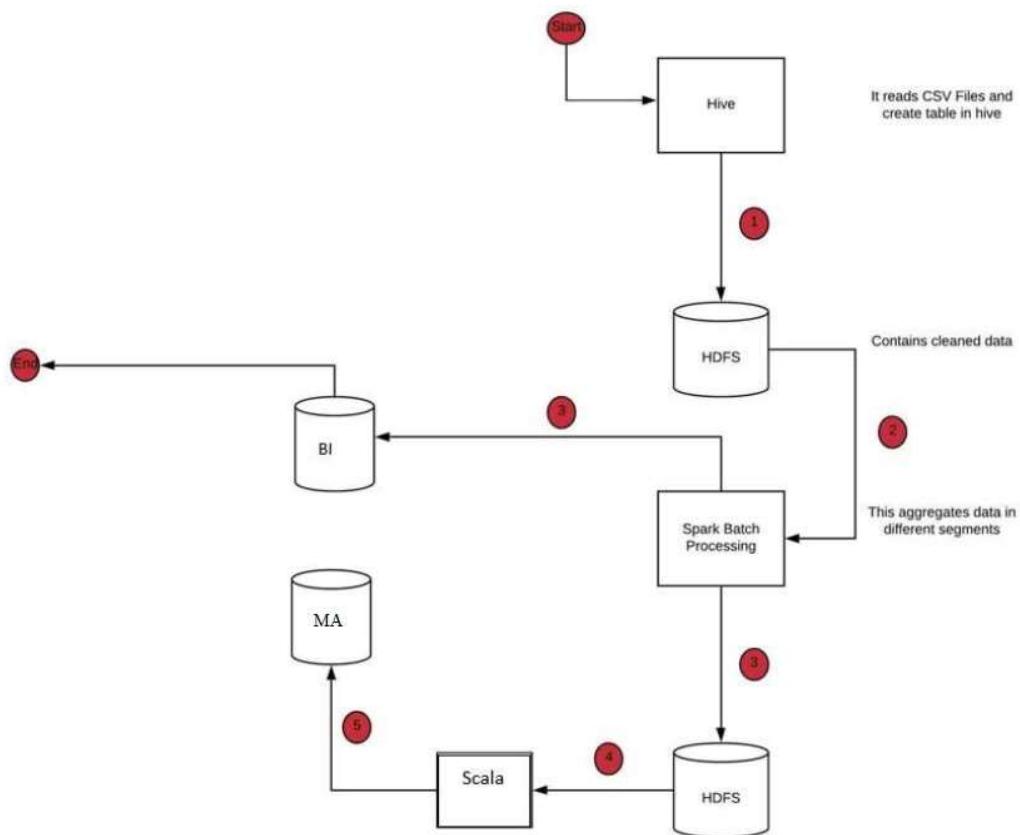 Start
Hive
It reads CSV Files and
create table in hive
1
HDFS
Contains cleaned data
End
3
2
BI
Spark Batch
Processing
This aggregates data in
different segments
MA
3
5
Scala
4
HDFS